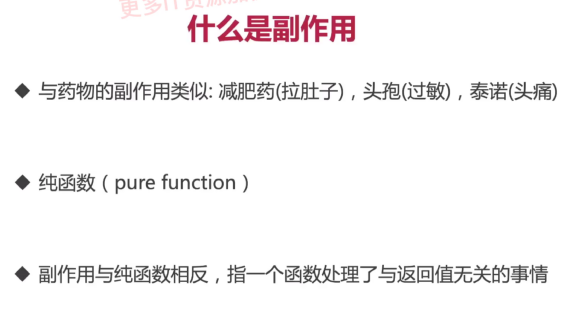 更多IT资源加
什么是副作用
◆ 与药物的副作用类似: 减肥药(拉肚子)，头孢(过敏)，泰诺(头痛)
◆ 纯函数（pure function）
◆ 副作用与纯函数相反，指一个函数处理了与返回值无关的事情